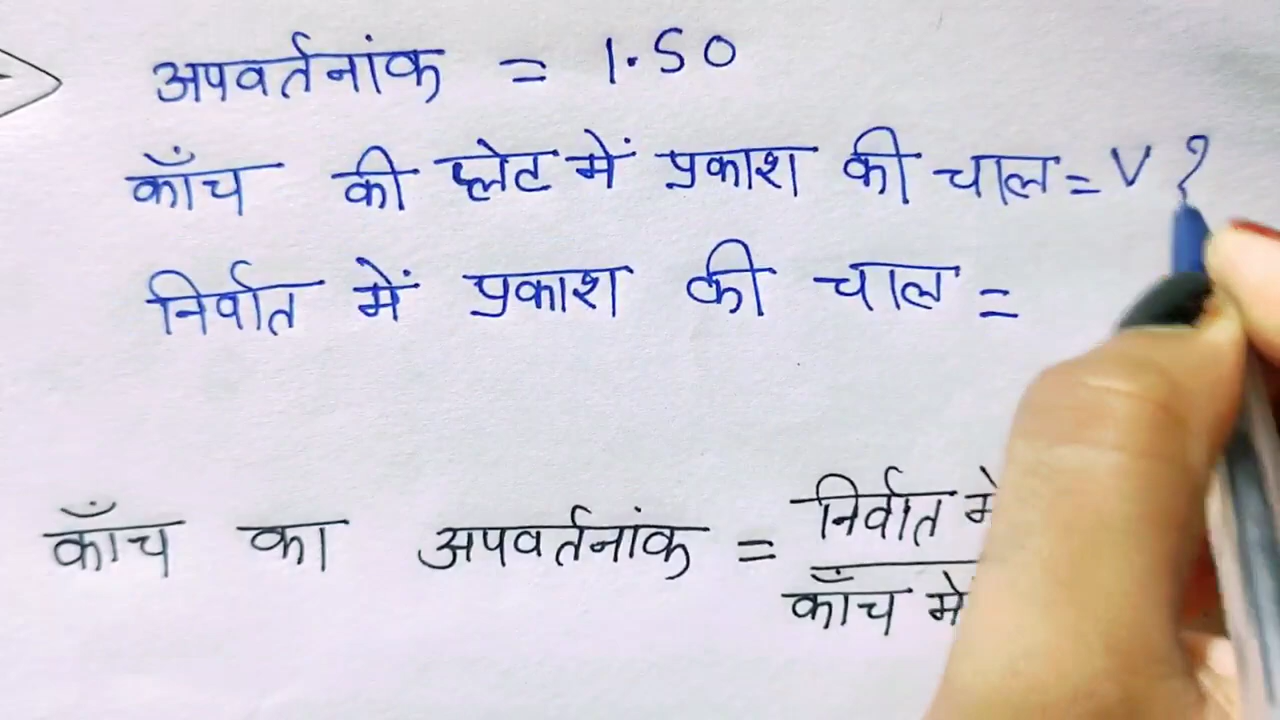 अपवर्तनांक = 1.50
काँच की प्लेट में प्रकाश की चाल = v ?
निर्वात में प्रकाश की चाल =
काँच का अपवर्तनांक = निर्वात में
काँच में